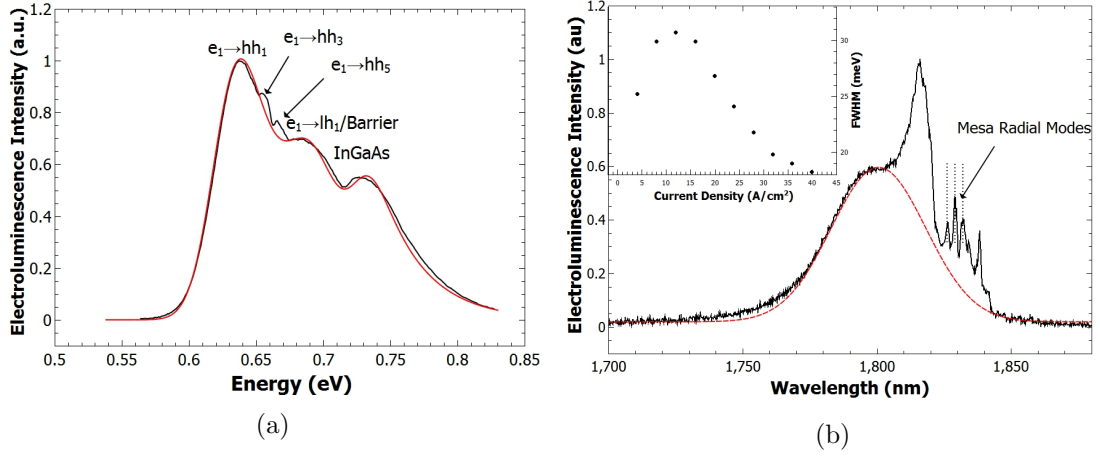 Electroluminescence Intensity (a.u.)
1.2
1
0.8
0.6
0.4
0.2
0
e₁→hh₁
e₁→hh₃
e₁→hh₅
e₁→lh₁/Barrier
InGaAs
0.5 0.55 0.6 0.65 0.7 0.75 0.8 0.85
Energy (eV)
(a)
Electroluminescence Intensity (au)
1.2
1
0.8
0.6
0.4
0.2
0
30
25
20
FWHM (meV)
0 5 10 15 20 25 30 35 40 45
Current Density (A/cm²)
Mesa Radial Modes
1,700 1,750 1,800 1,850
Wavelength (nm)
(b)